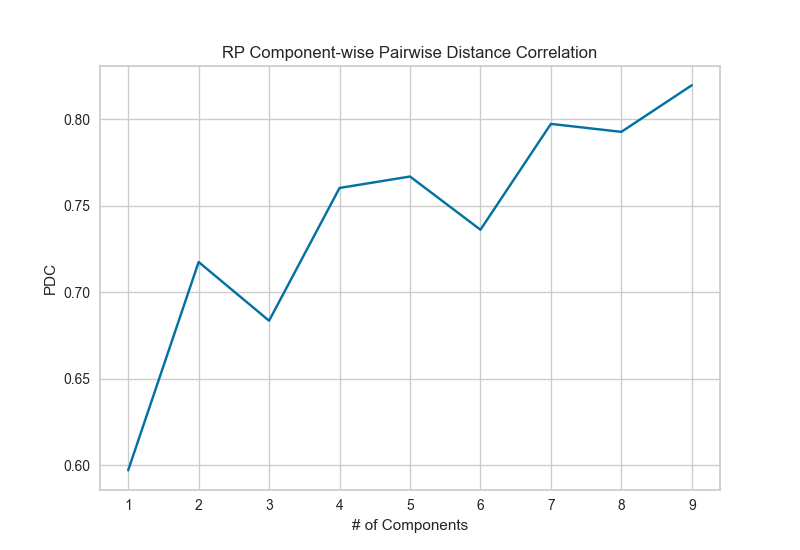 RP Component-wise Pairwise Distance Correlation
0.80
0.75
0.70
0.65
0.60
PDC
1 2 3 4 5 6 7 8 9
# of Components